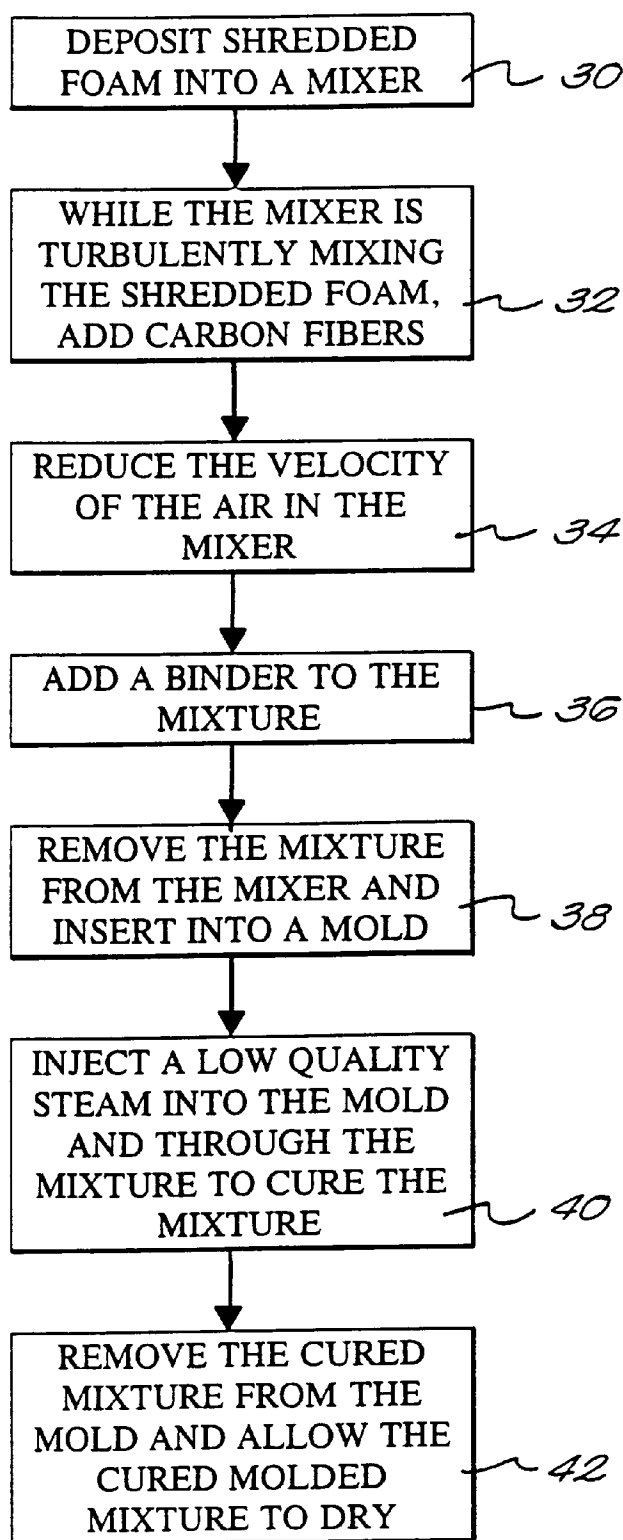 DEPOSIT SHREDDED
FOAM INTO A MIXER
30
WHILE THE MIXER IS
TURBULENTLY MIXING
THE SHREDDED FOAM,
ADD CARBON FIBERS
32
REDUCE THE VELOCITY
OF THE AIR IN THE
MIXER
34
ADD A BINDER TO THE
MIXTURE
36
REMOVE THE MIXTURE
FROM THE MIXER AND
INSERT INTO A MOLD
38
INJECT A LOW QUALITY
STEAM INTO THE MOLD
AND THROUGH THE
MIXTURE TO CURE THE
MIXTURE
40
REMOVE THE CURED
MIXTURE FROM THE
MOLD AND ALLOW THE
CURED MOLDED
MIXTURE TO DRY
42